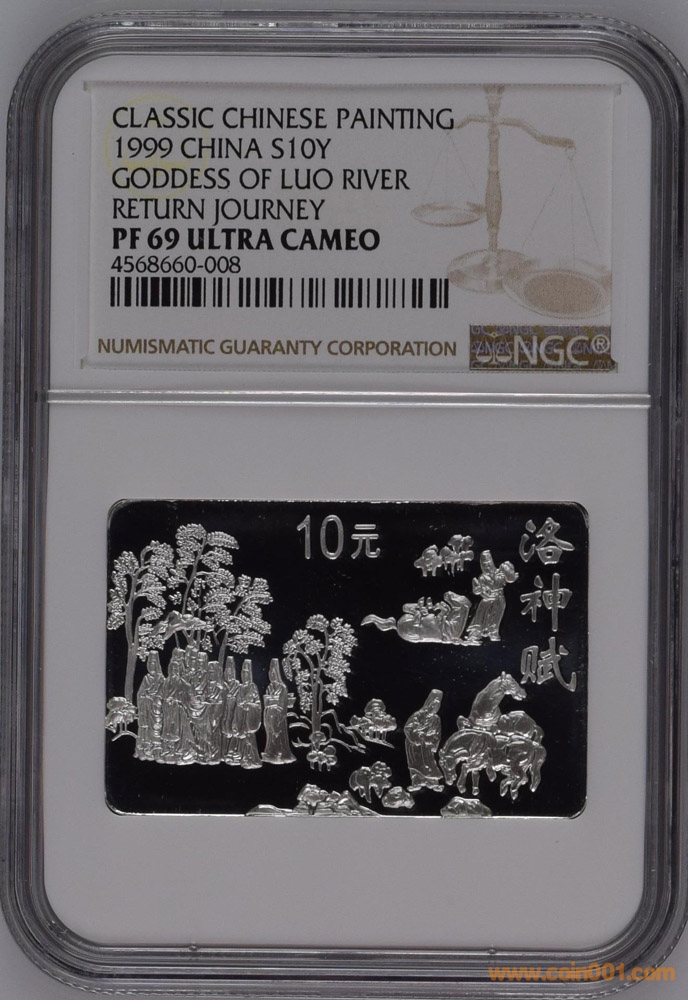 CLASSIC CHINESE PAINTING
1999 CHINA S10Y
GODDESS OF LUO RIVER
RETURN JOURNEY
PF 69 ULTRA CAMEO
4568660-008
NUMISMATIC GUARANTY CORPORATION
NGC®
10元
洛神赋
www.coin001.com